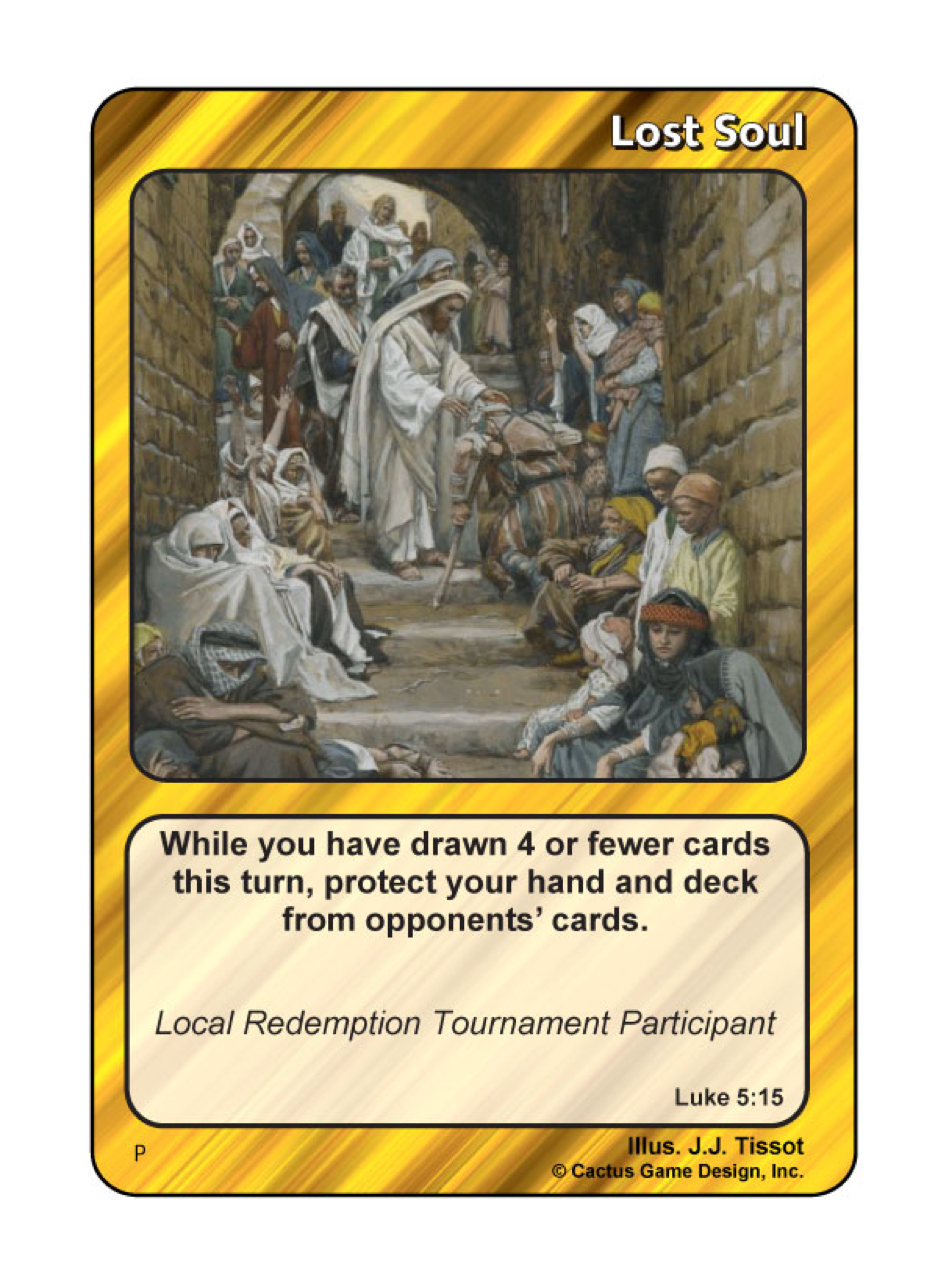 Lost Soul
While you have drawn 4 or fewer cards
this turn, protect your hand and deck
from opponents’ cards.
Local Redemption Tournament Participant
Luke 5:15
P
Illus. J.J. Tissot
© Cactus Game Design, Inc.